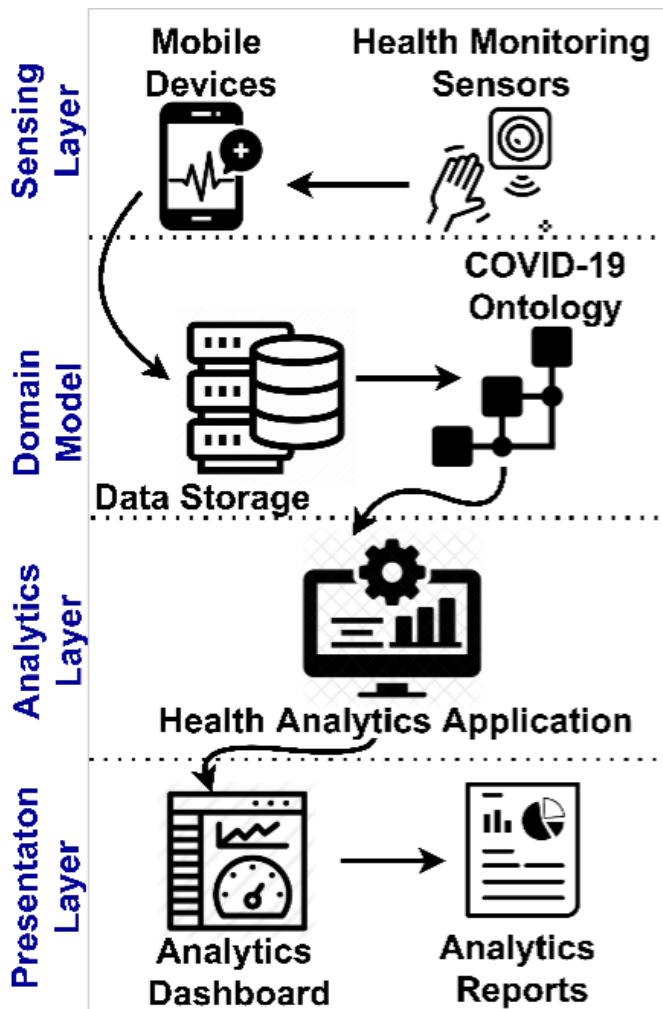 Sensing
Layer
Mobile
Devices
Health Monitoring
Sensors
Domain
Model
COVID-19
Ontology
Data Storage
Analytics
Layer
Health Analytics Application
Presentaton
Layer
Analytics
Dashboard
Analytics
Reports